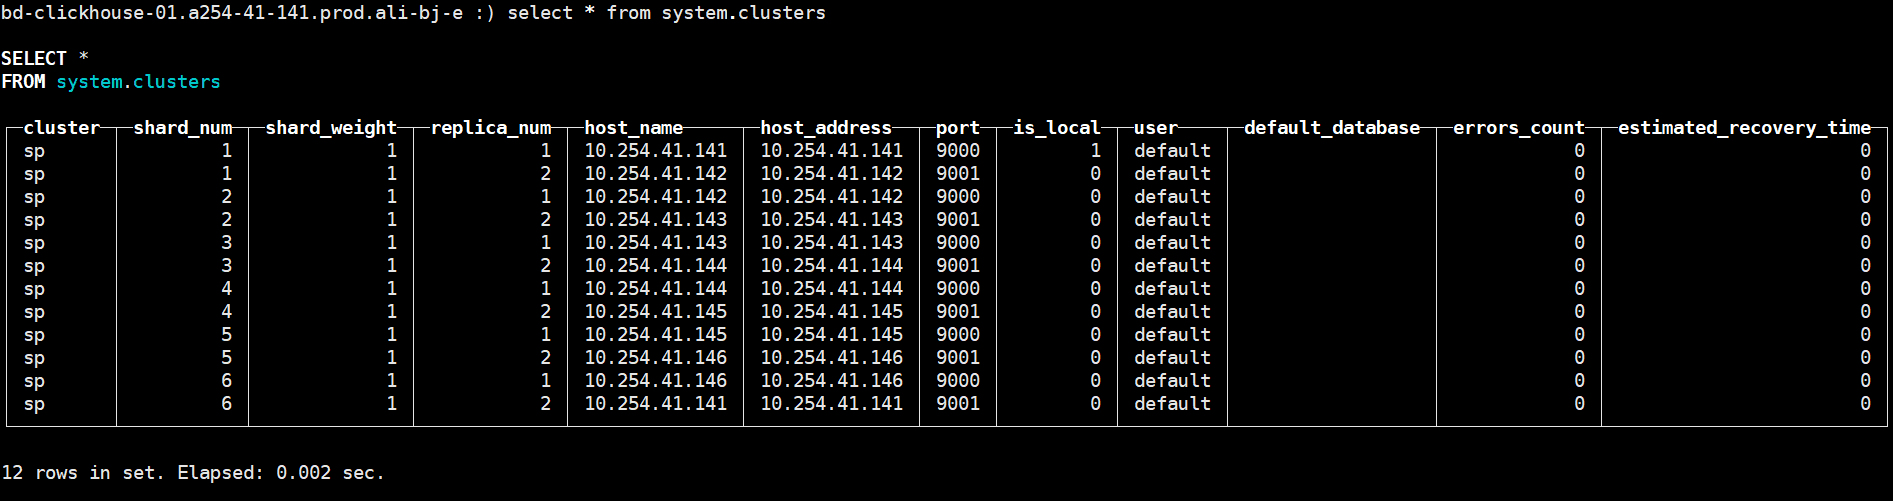 bd-clickhouse-01.a254-41-141.prod.ali-bj-e :) select * from system.clusters
SELECT *
FROM system.clusters
cluster shard_num shard_weight replica_num host_name host_address port is_local user default_database errors_count estimated_recovery_time
sp 1 1 1 10.254.41.141 10.254.41.141 9000 1 default 0 0
sp 1 1 2 10.254.41.142 10.254.41.142 9001 0 default 0 0
sp 2 1 1 10.254.41.142 10.254.41.142 9000 0 default 0 0
sp 2 1 2 10.254.41.143 10.254.41.143 9001 0 default 0 0
sp 3 1 1 10.254.41.143 10.254.41.143 9000 0 default 0 0
sp 3 1 2 10.254.41.144 10.254.41.144 9001 0 default 0 0
sp 4 1 1 10.254.41.144 10.254.41.144 9000 0 default 0 0
sp 4 1 2 10.254.41.145 10.254.41.145 9001 0 default 0 0
sp 5 1 1 10.254.41.145 10.254.41.145 9000 0 default 0 0
sp 5 1 2 10.254.41.146 10.254.41.146 9001 0 default 0 0
sp 6 1 1 10.254.41.146 10.254.41.146 9000 0 default 0 0
sp 6 1 2 10.254.41.141 10.254.41.141 9001 0 default 0 0
12 rows in set. Elapsed: 0.002 sec.